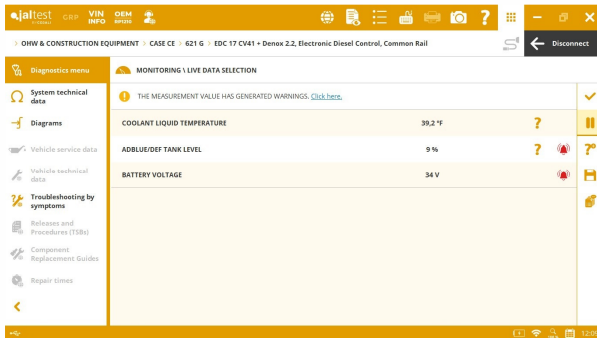 jaltest
GRP
VIN
INFO
OEM
> OHW & CONSTRUCTION EQUIPMENT > CASE CE > 621 G > EDC 17 CV41 + Denox 2.2, Electronic Diesel Control, Common Rail
Disconnect
Diagnostics menu
MONITORING \ LIVE DATA SELECTION
System technical
data
THE MEASUREMENT VALUE HAS GENERATED WARNINGS. Click here.
Diagrams
COOLANT LIQUID TEMPERATURE 39,2 °F
Vehicle service data
ADBLUE/DEF TANK LEVEL 9 %
Vehicle technical
data
BATTERY VOLTAGE 34 V
Troubleshooting by
symptoms
Releases and
Procedures (TSBs)
Component
Replacement Guides
Repair times
12:09